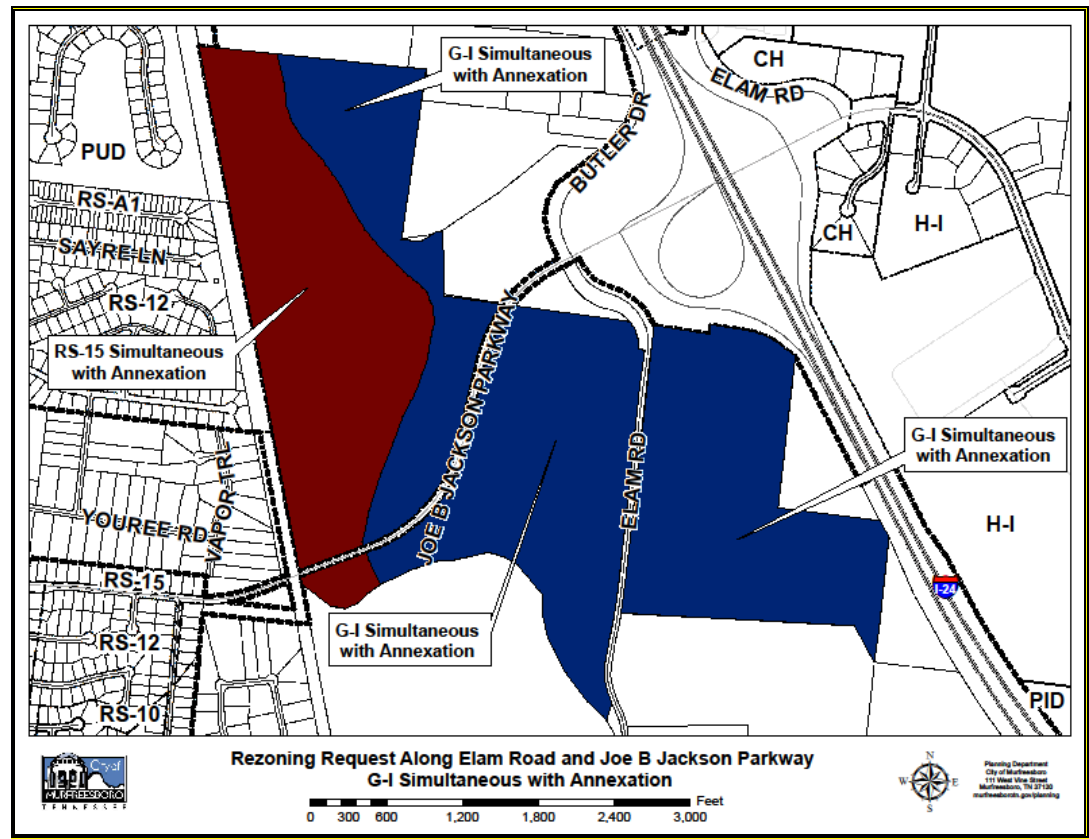 G-I Simultaneous
with Annexation
CH
ELAM RD
BUTLER DR
PUD
RS-A1
SAYRE LN
RS-12
CH
H-I
RS-15 Simultaneous
with Annexation
JOE B JACKSON PARKWAY
ELAM RD
G-I Simultaneous
with Annexation
VAPOR TRL
YOUREE RD
H-I
RS-15
I-24
RS-12
G-I Simultaneous
with Annexation
RS-10
PID
City of
MURFREESBORO
TENNESSEE
Rezoning Request Along Elam Road and Joe B Jackson Parkway
G-I Simultaneous with Annexation
Feet
0 300 600 1,200 1,800 2,400 3,000
N
W E
S
Planning Department
City of Murfreesboro
111 West Vine Street
Murfreesboro, TN 37130
murfreesborotn.gov/planning